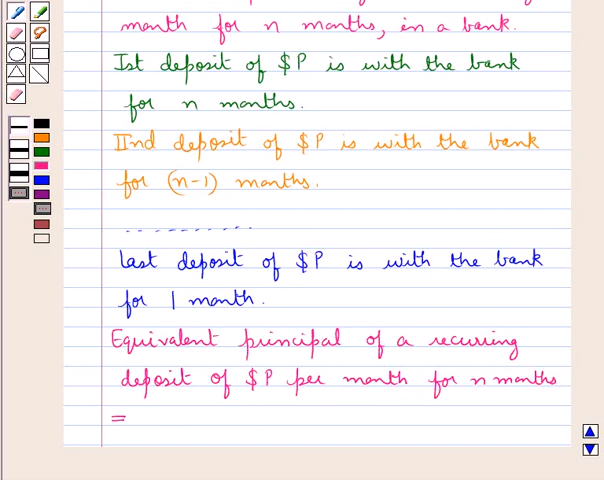 month for n months, in a bank.
Ist deposit of $P is with the bank
for n months.
IInd deposit of $P is with the bank
for (n-1) months.
............
last deposit of $P is with the bank
for 1 month.
Equivalent principal of a recurring
deposit of $P per month for n months
=